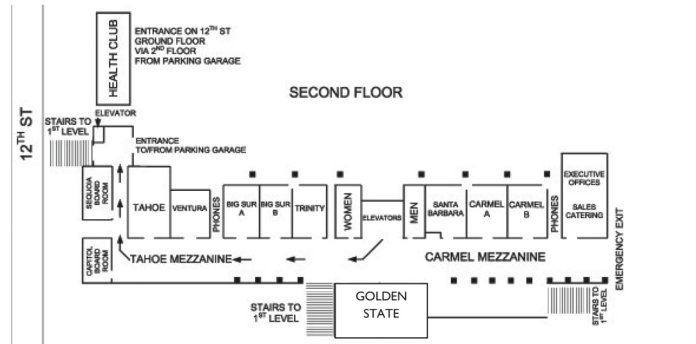 HEALTH CLUB
ENTRANCE ON 12TH ST
GROUND FLOOR
VIA 2ND FLOOR
FROM PARKING GARAGE
SECOND FLOOR
12TH ST
ELEVATOR
STAIRS TO
1ST LEVEL
ENTRANCE
TO/FROM PARKING GARAGE
SEQUOIA
BOARD
ROOM
TAHOE
VENTURA
PHONES
BIG SUR
A
BIG SUR
B
TRINITY
WOMEN
ELEVATORS
MEN
SANTA
BARBARA
CARMEL
A
CARMEL
B
PHONES
EXECUTIVE
OFFICES
SALES
CATERING
EMERGENCY EXIT
CAPITOL
BOARD
ROOM
TAHOE MEZZANINE
CARMEL MEZZANINE
STAIRS TO
1ST LEVEL
GOLDEN
STATE
STAIRS TO
1ST LEVEL